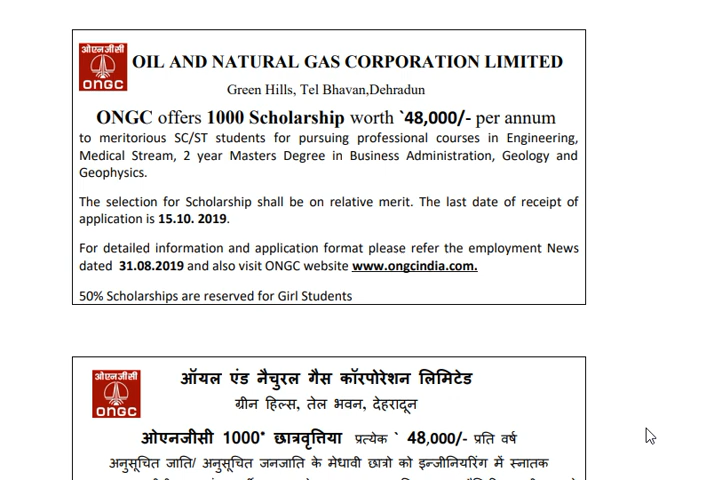 ओएनजीसी
ONGC
OIL AND NATURAL GAS CORPORATION LIMITED
Green Hills, Tel Bhavan,Dehradun
ONGC offers 1000 Scholarship worth `48,000/- per annum
to meritorious SC/ST students for pursuing professional courses in Engineering,
Medical Stream, 2 year Masters Degree in Business Administration, Geology and
Geophysics.
The selection for Scholarship shall be on relative merit. The last date of receipt of
application is 15.10. 2019.
For detailed information and application format please refer the employment News
dated 31.08.2019 and also visit ONGC website www.ongcindia.com.
50% Scholarships are reserved for Girl Students
ओएनजीसी
ONGC
ऑयल एंड नैचुरल गैस कॉरपोरेशन लिमिटेड
ग्रीन हिल्स, तेल भवन, देहरादून
ओएनजीसी 1000* छात्रवृत्तिया प्रत्येक ` 48,000/- प्रति वर्ष
अनुसूचित जाति/ अनुसूचित जनजाति के मेधावी छात्रो को इन्जीनियरिंग में स्नातक